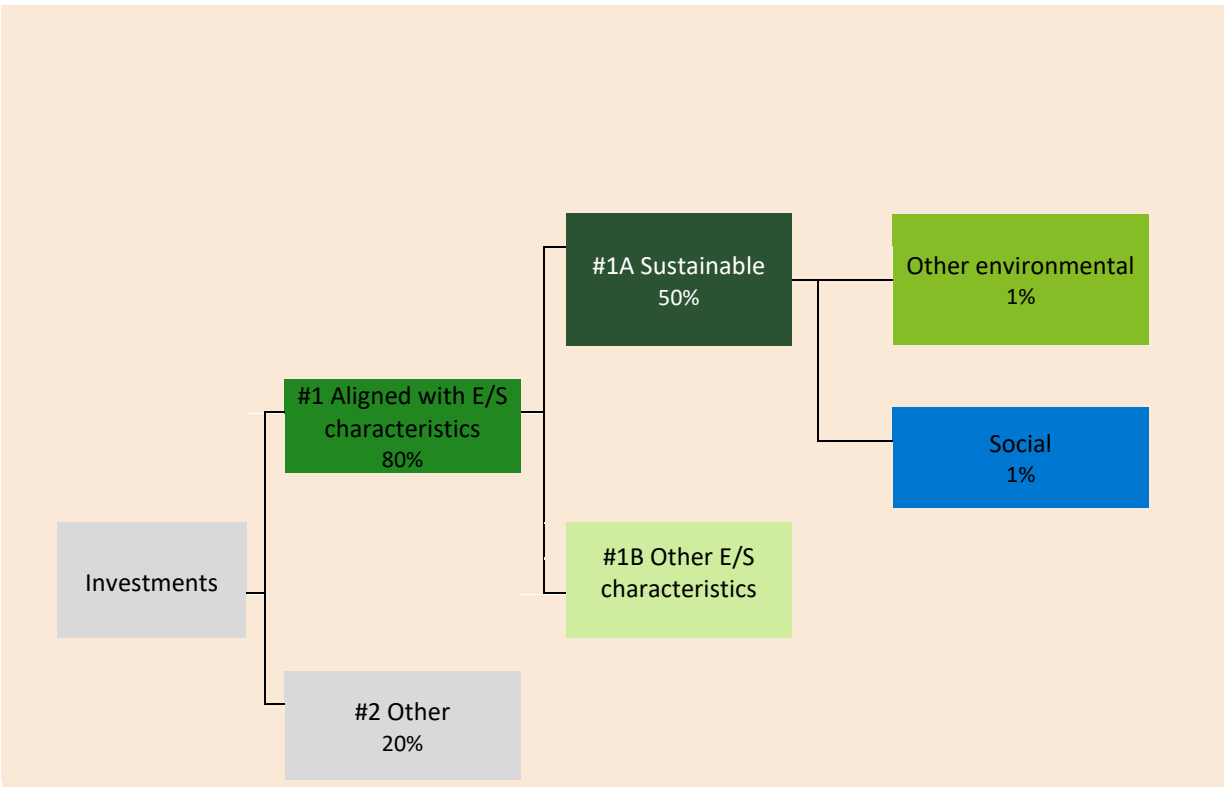 #1A Sustainable
50%
Other environmental
1%
#1 Aligned with E/S
characteristics
80%
Social
1%
Investments
#1B Other E/S
characteristics
#2 Other
20%